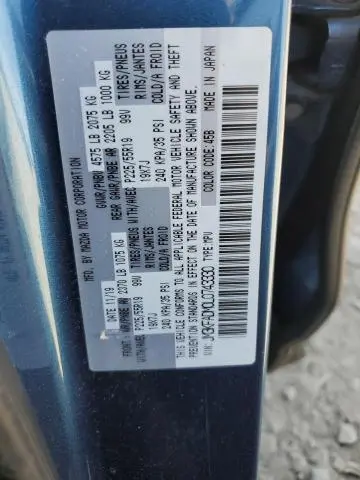 MFD. BY: MAZDA MOTOR CORPORATION
DATE: 11/19 GVWR/PNBV 4575 LB 2075 KG
FRONT GAWR/PNBE AV 2370 LB 1075 KG REAR GAWR/PNBE AR 2205 LB 1000 KG
WITH/AVEC P225/55R19 99V TIRES/PNEUS WITH/AVEC P225/55R19 99V TIRES/PNEUS
19X7J RIMS/JANTES 19X7J RIMS/JANTES
240 KPA/35 PSI COLD/A FROID 240 KPA/35 PSI COLD/A FROID
THIS VEHICLE CONFORMS TO ALL APPLICABLE FEDERAL MOTOR VEHICLE SAFETY AND THEFT
PREVENTION STANDARDS IN EFFECT ON THE DATE OF MANUFACTURE SHOWN ABOVE.
TYPE: MPV COLOR CODE: 45B MADE IN JAPAN
V.I.N.: